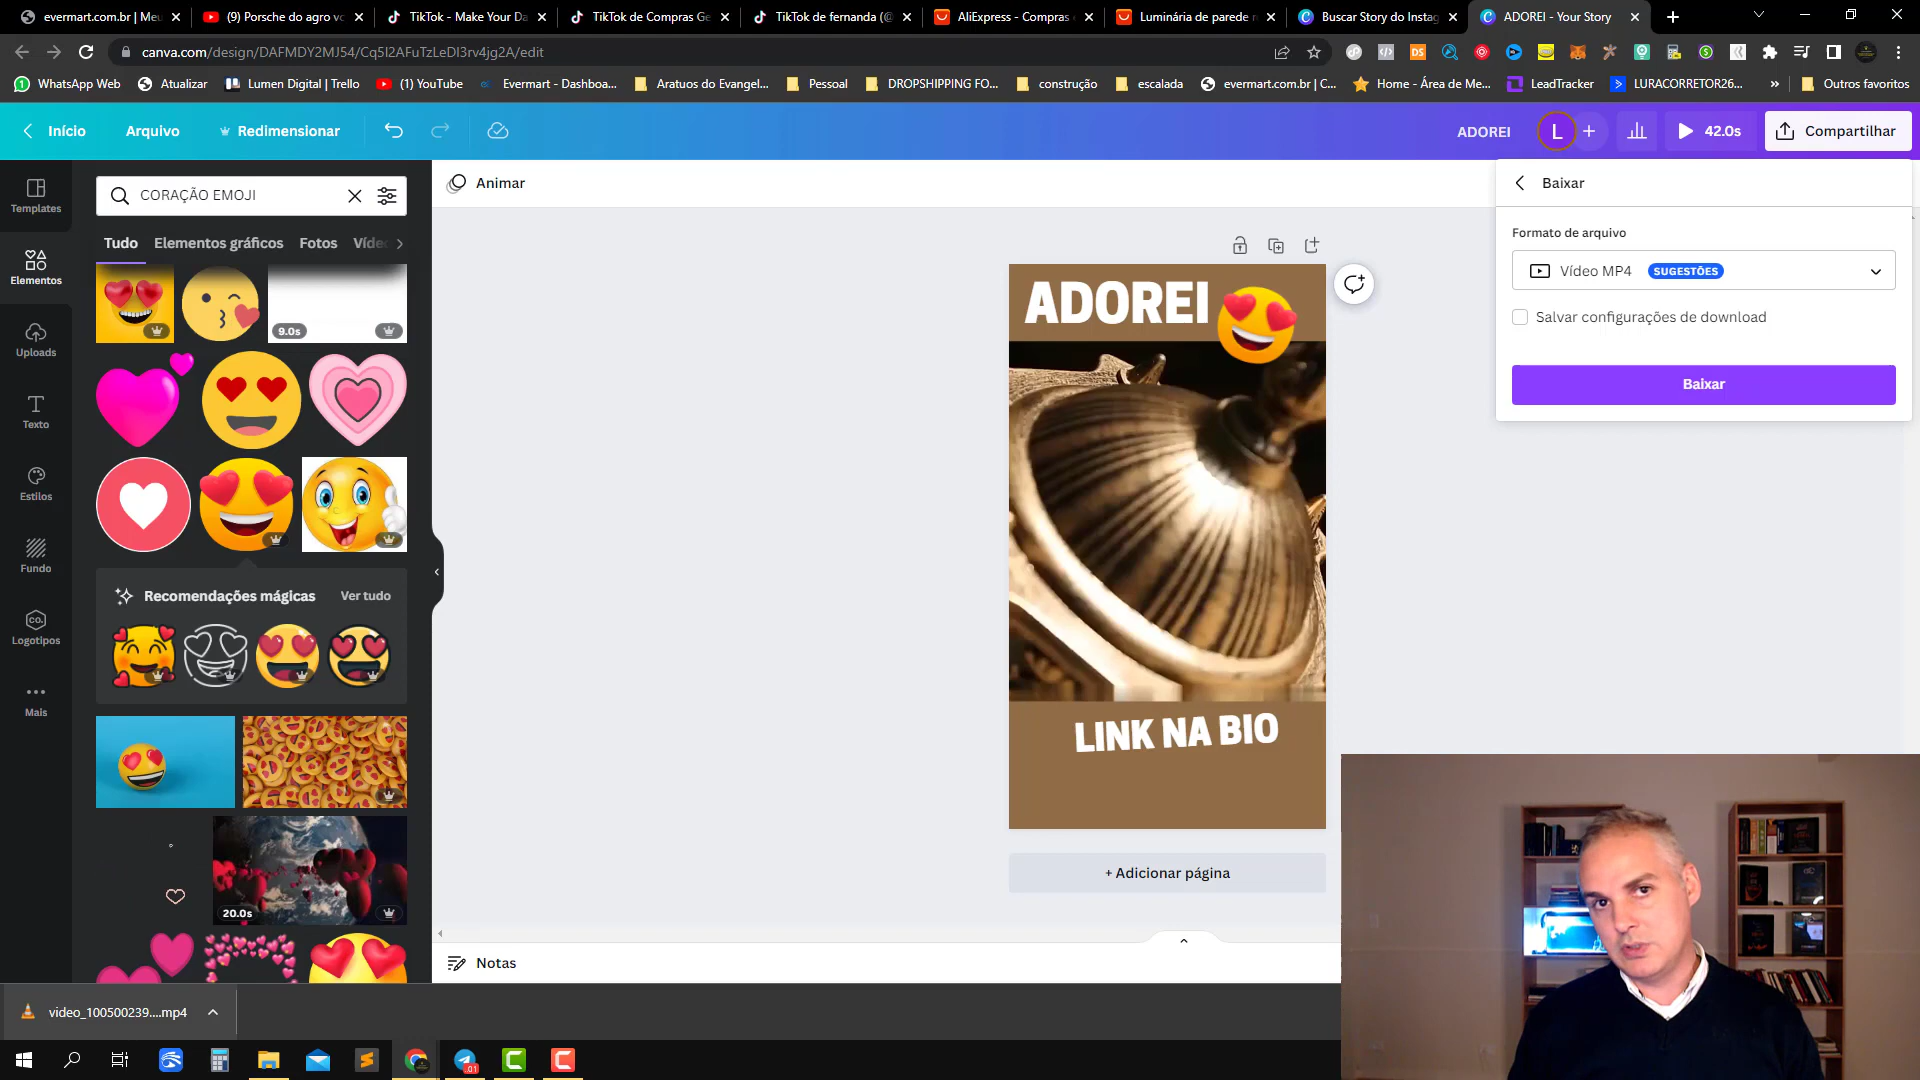 evermart.com.br | Meu
(9) Porsche do agro vo
TikTok - Make Your Da
TikTok de Compras Ge
TikTok de fernanda (@
AliExpress - Compras
Luminária de parede r
Buscar Story do Instag
ADOREI - Your Story
canva.com/design/DAFMDY2MJ54/Cq5I2AFuTzLeDI3rv4jg2A/edit
WhatsApp Web
Atualizar
Lumen Digital | Trello
(1) YouTube
Evermart - Dashboa...
Aratuos do Evangel...
Pessoal
DROPSHIPPING FO...
construção
escalada
evermart.com.br | C...
Home - Área de Me...
LeadTracker
LURACORRETOR26...
»
Outros favoritos
Início
Arquivo
Redimensionar
ADOREI
L
+
42.0s
Compartilhar
Templates
Elementos
Uploads
Texto
Estilos
Fundo
Logotipos
Mais
CORAÇÃO EMOJI
Tudo
Elementos gráficos
Fotos
Víde
9.0s
Recomendações mágicas
Ver tudo
20.0s
Animar
ADOREI
LINK NA BIO
+ Adicionar página
Notas
Baixar
Formato de arquivo
Vídeo MP4
SUGESTÕES
Salvar configurações de download
Baixar
video_100500239....mp4